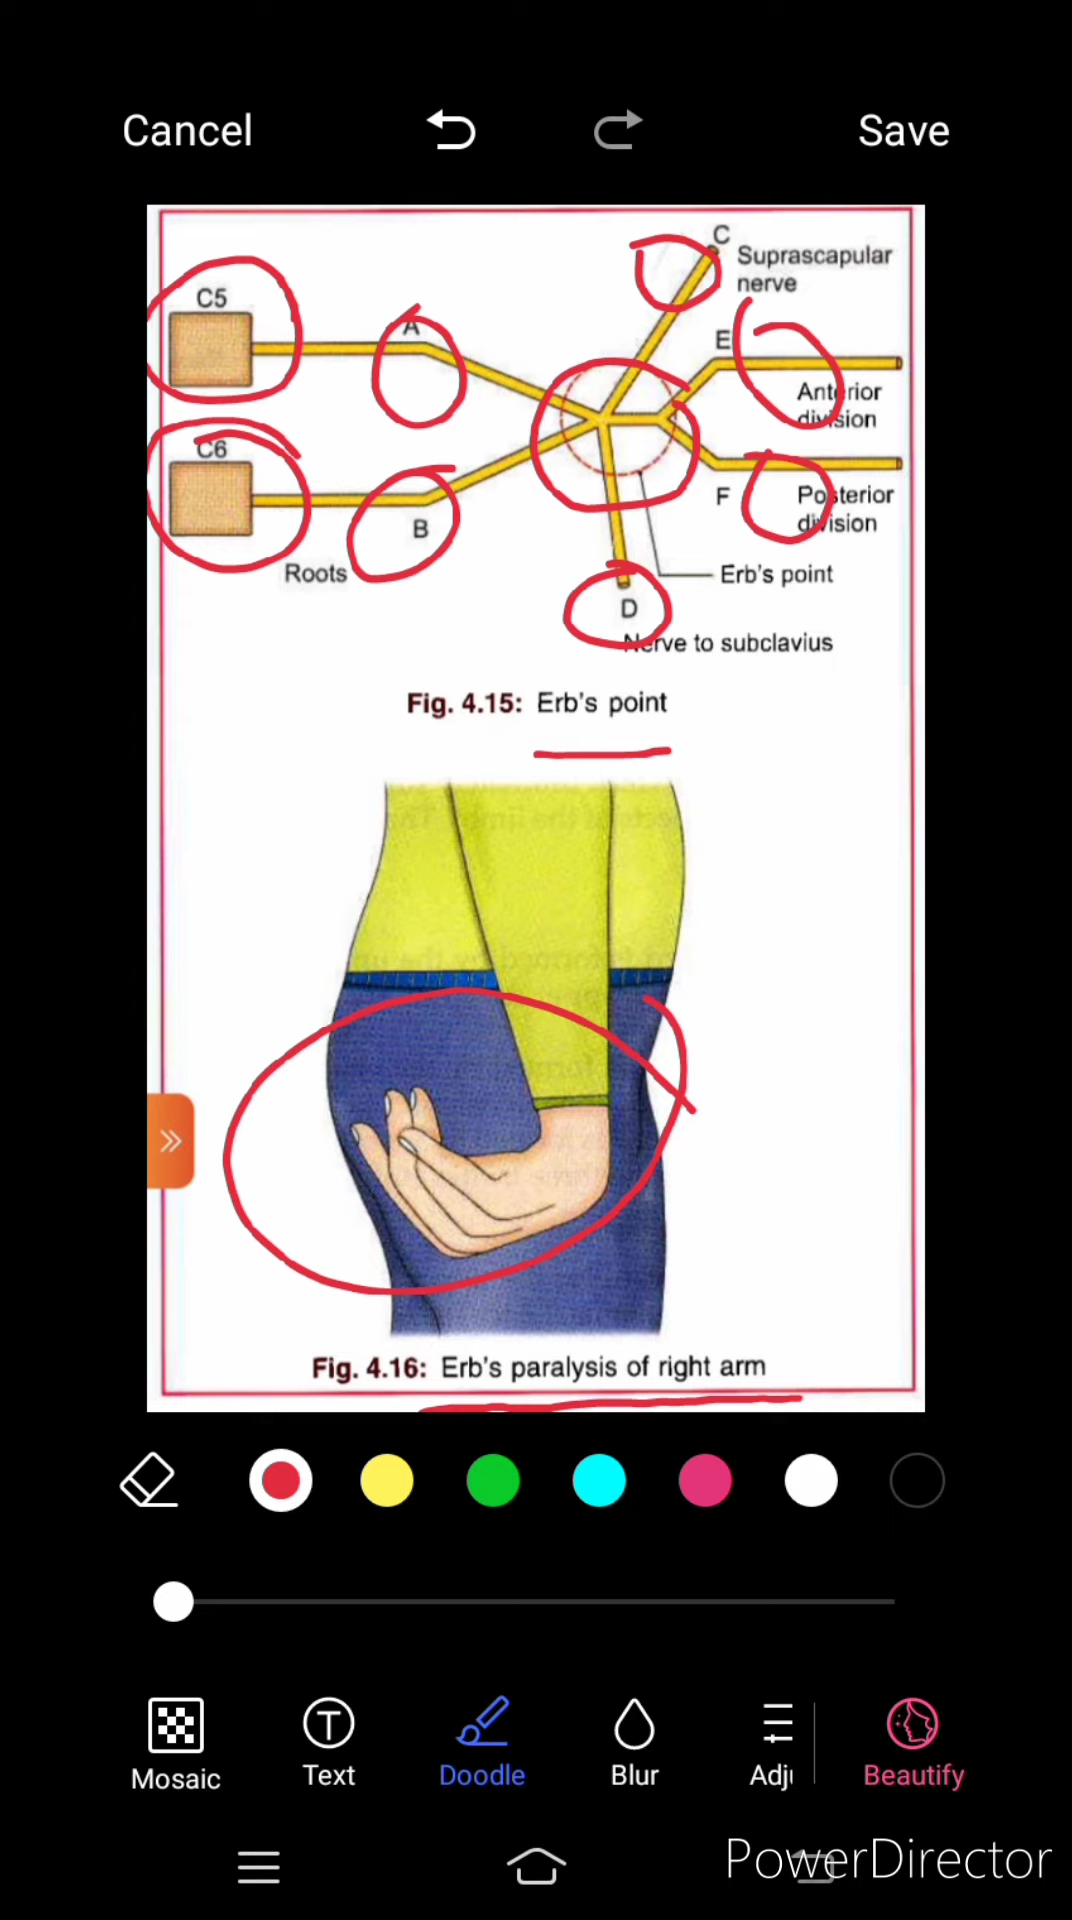 Cancel
Save
C
Suprascapular
nerve
C5
A
E
Anterior
division
C6
B
F
Posterior
division
Roots
Erb's point
D
Nerve to subclavius
Fig. 4.15: Erb's point
Fig. 4.16: Erb's paralysis of right arm
Mosaic
Text
Doodle
Blur
Beautify
PowerDirector